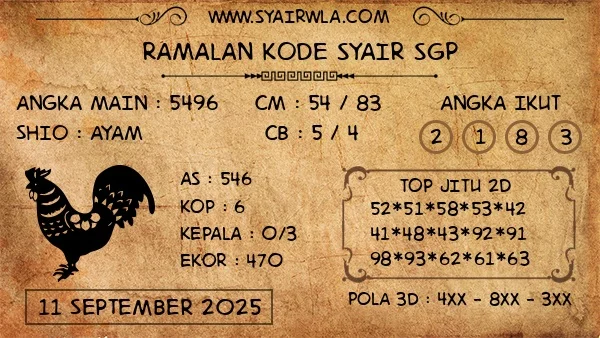 WWW.SYAIRWLA.COM
RAMALAN KODE SYAIR SGP
ANGKA MAIN : 5496
CM : 54 / 83
ANGKA IKUT
SHIO : AYAM
CB : 5 / 4
2 1 8 3
AS : 546
KOP : 6
KEPALA : 0/3
EKOR : 470
TOP JITU 2D
52*51*58*53*42
41*48*43*92*91
98*93*62*61*63
11 SEPTEMBER 2025
POLA 3D : 4XX - 8XX - 3XX